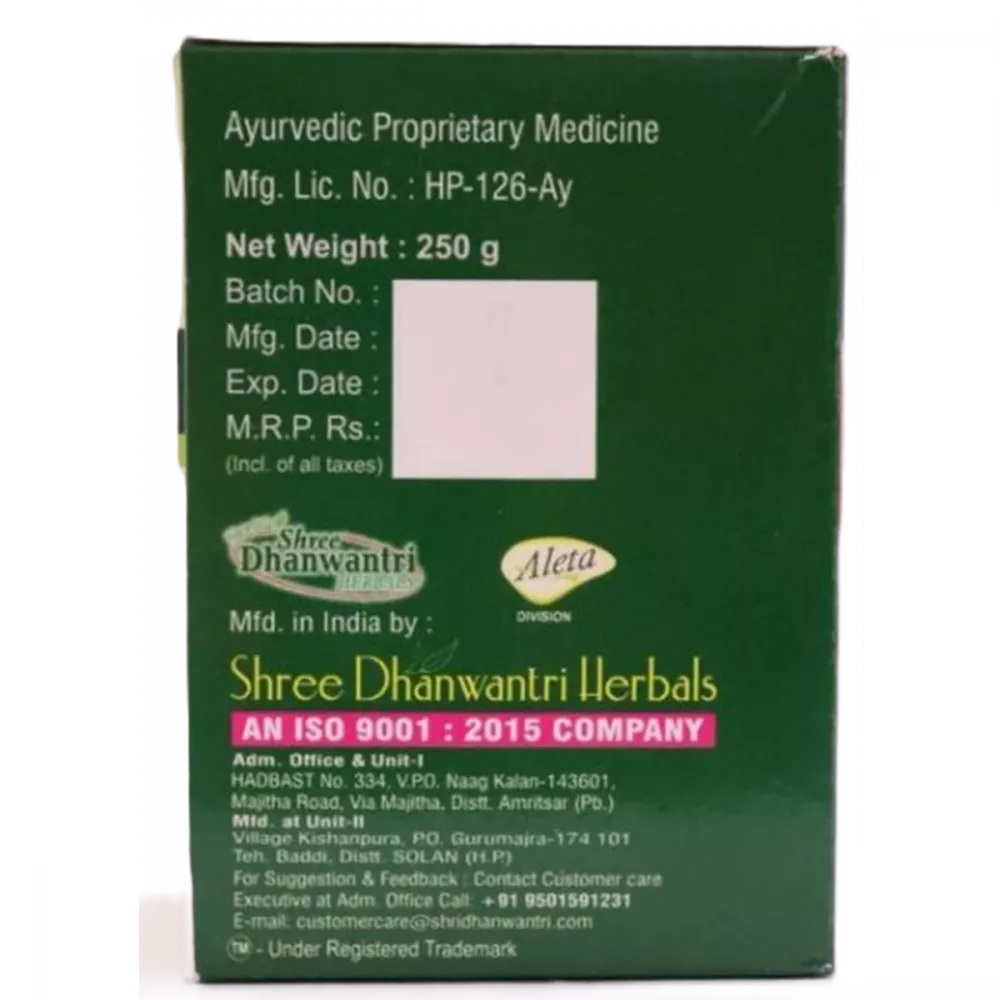 Ayurvedic Proprietary Medicine
Mfg. Lic. No. : HP-126-Ay
Net Weight : 250 g
Batch No. :
Mfg. Date :
Exp. Date :
M.R.P. Rs.:
(Incl. of all taxes)
Shree
Dhanwantri
HERBALS
Aleta
DIVISION
Mfd. in India by :
Shree Dhanwantri Herbals
AN ISO 9001 : 2015 COMPANY
Adm. Office & Unit-I
HADBAST No. 334, V.P.O. Naag Kalan-143601,
Majitha Road, Via Majitha, Distt. Amritsar (Pb.)
Mfd. at Unit-II
Village Kishanpura, P.O. Gurumajra-174 101
Teh. Baddi, Distt. SOLAN (H.P.)
For Suggestion & Feedback : Contact Customer care
Executive at Adm. Office Call: +91 9501591231
E-mail: customercare@shridhanwantri.com
TM - Under Registered Trademark